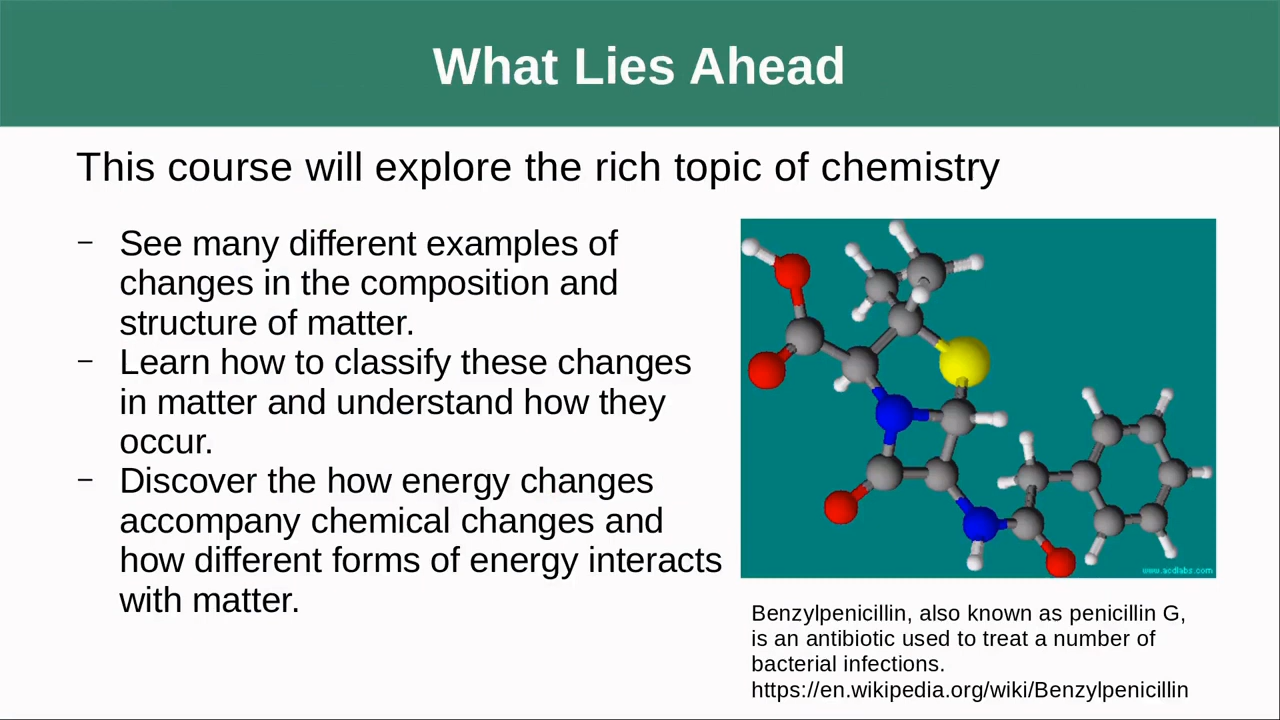 What Lies Ahead
This course will explore the rich topic of chemistry
– See many different examples of
changes in the composition and
structure of matter.
– Learn how to classify these changes
in matter and understand how they
occur.
– Discover the how energy changes
accompany chemical changes and
how different forms of energy interacts
with matter.
www.acdlabs.com
Benzylpenicillin, also known as penicillin G,
is an antibiotic used to treat a number of
bacterial infections.
https://en.wikipedia.org/wiki/Benzylpenicillin